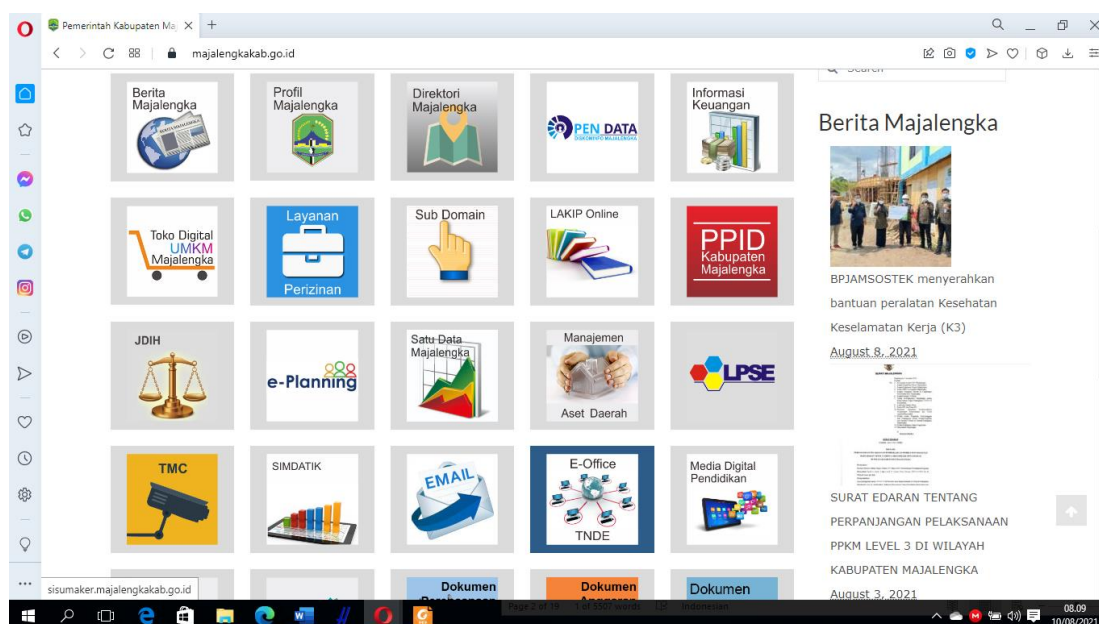 Pemerintah Kabupaten Ma
majalengkakab.go.id
Search
Berita
Majalengka
Profil
Majalengka
Direktori
Majalengka
OPEN DATA
DISKOMINFO MAJALENGKA
Informasi
Keuangan
Toko Digital
UMKM
Majalengka
Layanan
Perizinan
Sub Domain
LAKIP Online
PPID
Kabupaten
Majalengka
JDIH
e-Planning
Satu Data
Majalengka
Manajemen
Aset Daerah
LPSE
TMC
SIMDATIK
EMAIL
E-Office
TNDE
Media Digital
Pendidikan
Dokumen
Dokumen
Anggaran
Dokumen
Berita Majalengka
BPJAMSOSTEK menyerahkan
bantuan peralatan Kesehatan
Keselamatan Kerja (K3)
August 8, 2021
SURAT EDARAN TENTANG
PERPANJANGAN PELAKSANAAN
PPKM LEVEL 3 DI WILAYAH
KABUPATEN MAJALENGKA
August 3, 2021
sisumaker.majalengkakab.go.id
Page 2 of 19
1 of 5507 words
Indonesian
08.09
10/08/2021